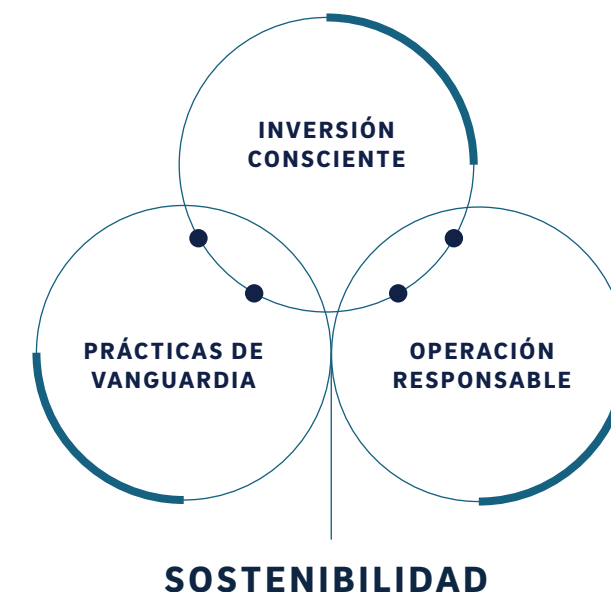 INVERSIÓN
CONSCIENTE
PRÁCTICAS DE
VANGUARDIA
OPERACIÓN
RESPONSABLE
SOSTENIBILIDAD